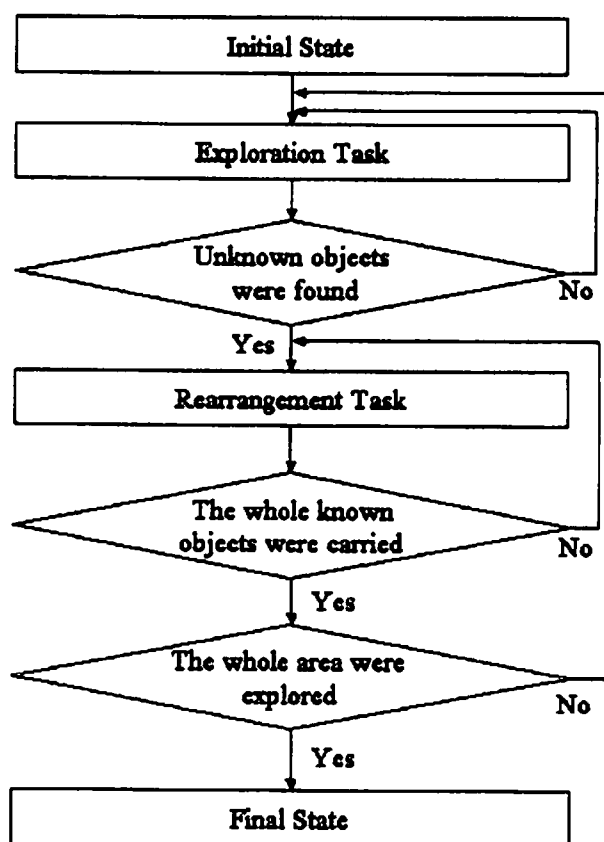 Initial State
Exploration Task
Unknown objects
were found
No
Yes
Rearrangement Task
The whole known
objects were carried
No
Yes
The whole area were
explored
No
Yes
Final State